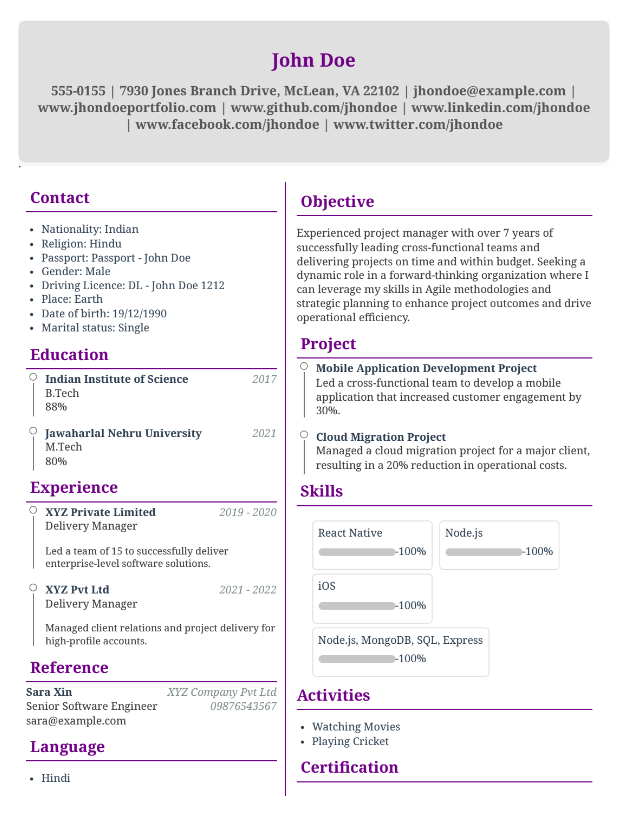 John Doe
555-0155 | 7930 Jones Branch Drive, McLean, VA 22102 | jhondoe@example.com |
www.jhondoeportfolio.com | www.github.com/jhondoe | www.linkedin.com/jhondoe
| www.facebook.com/jhondoe | www.twitter.com/jhondoe
.
Contact
• Nationality: Indian
• Religion: Hindu
• Passport: Passport - John Doe
• Gender: Male
• Driving Licence: DL - John Doe 1212
• Place: Earth
• Date of birth: 19/12/1990
• Marital status: Single
Education
Indian Institute of Science 2017
B.Tech
88%
Jawaharlal Nehru University 2021
M.Tech
80%
Experience
XYZ Private Limited 2019 - 2020
Delivery Manager
Led a team of 15 to successfully deliver
enterprise-level software solutions.
XYZ Pvt Ltd 2021 - 2022
Delivery Manager
Managed client relations and project delivery for
high-profile accounts.
Reference
Sara Xin XYZ Company Pvt Ltd
Senior Software Engineer 09876543567
sara@example.com
Language
• Hindi
Objective
Experienced project manager with over 7 years of
successfully leading cross-functional teams and
delivering projects on time and within budget. Seeking a
dynamic role in a forward-thinking organization where I
can leverage my skills in Agile methodologies and
strategic planning to enhance project outcomes and drive
operational efficiency.
Project
Mobile Application Development Project
Led a cross-functional team to develop a mobile
application that increased customer engagement by
30%.
Cloud Migration Project
Managed a cloud migration project for a major client,
resulting in a 20% reduction in operational costs.
Skills
React Native
-100%
Node.js
-100%
iOS
-100%
Node.js, MongoDB, SQL, Express
-100%
Activities
• Watching Movies
• Playing Cricket
Certification